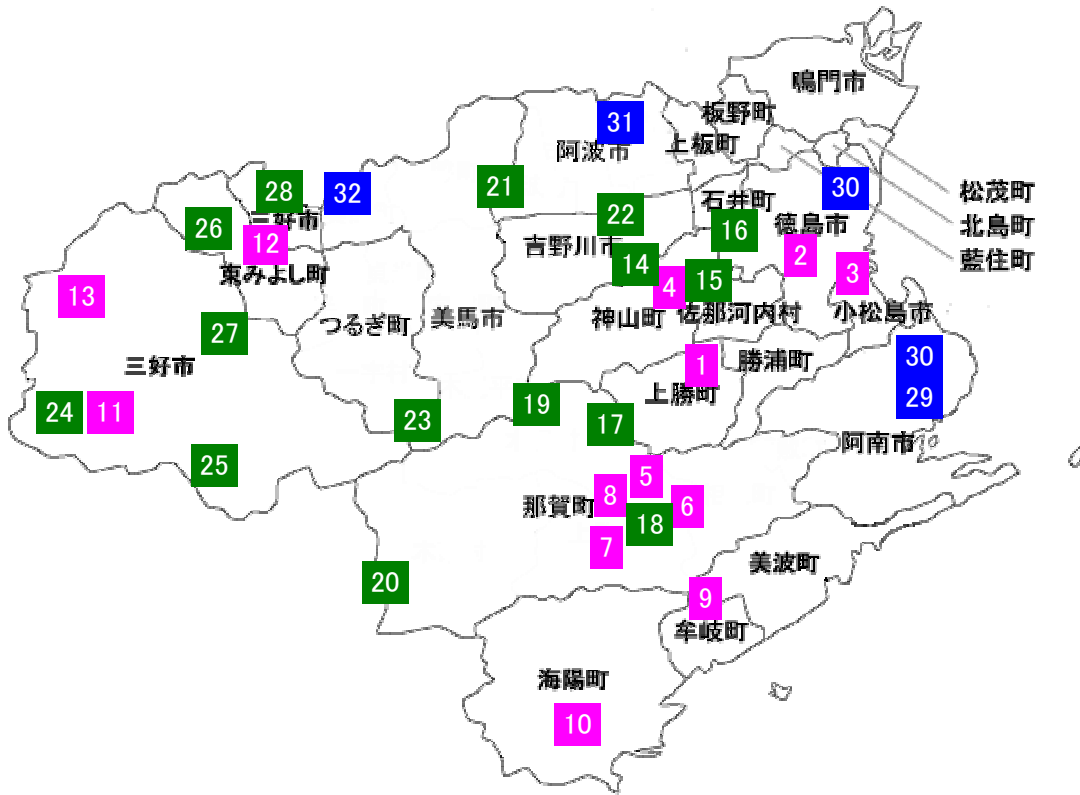 鳴門市
板野町
31
阿波市
上板町
21
28
32
三好市
石井町
30
松茂町
26
12
22
16
徳島市
北島町
吉野川市
2
藍住町
14
15
3
東みよし町
13
4
神山町
佐那河内村
小松島市
27
つるぎ町
美馬市
三好市
1
勝浦町
30
上勝町
29
24
11
19
23
17
阿南市
25
5
8
6
那賀町
18
7
美波町
20
9
牟岐町
海陽町
10